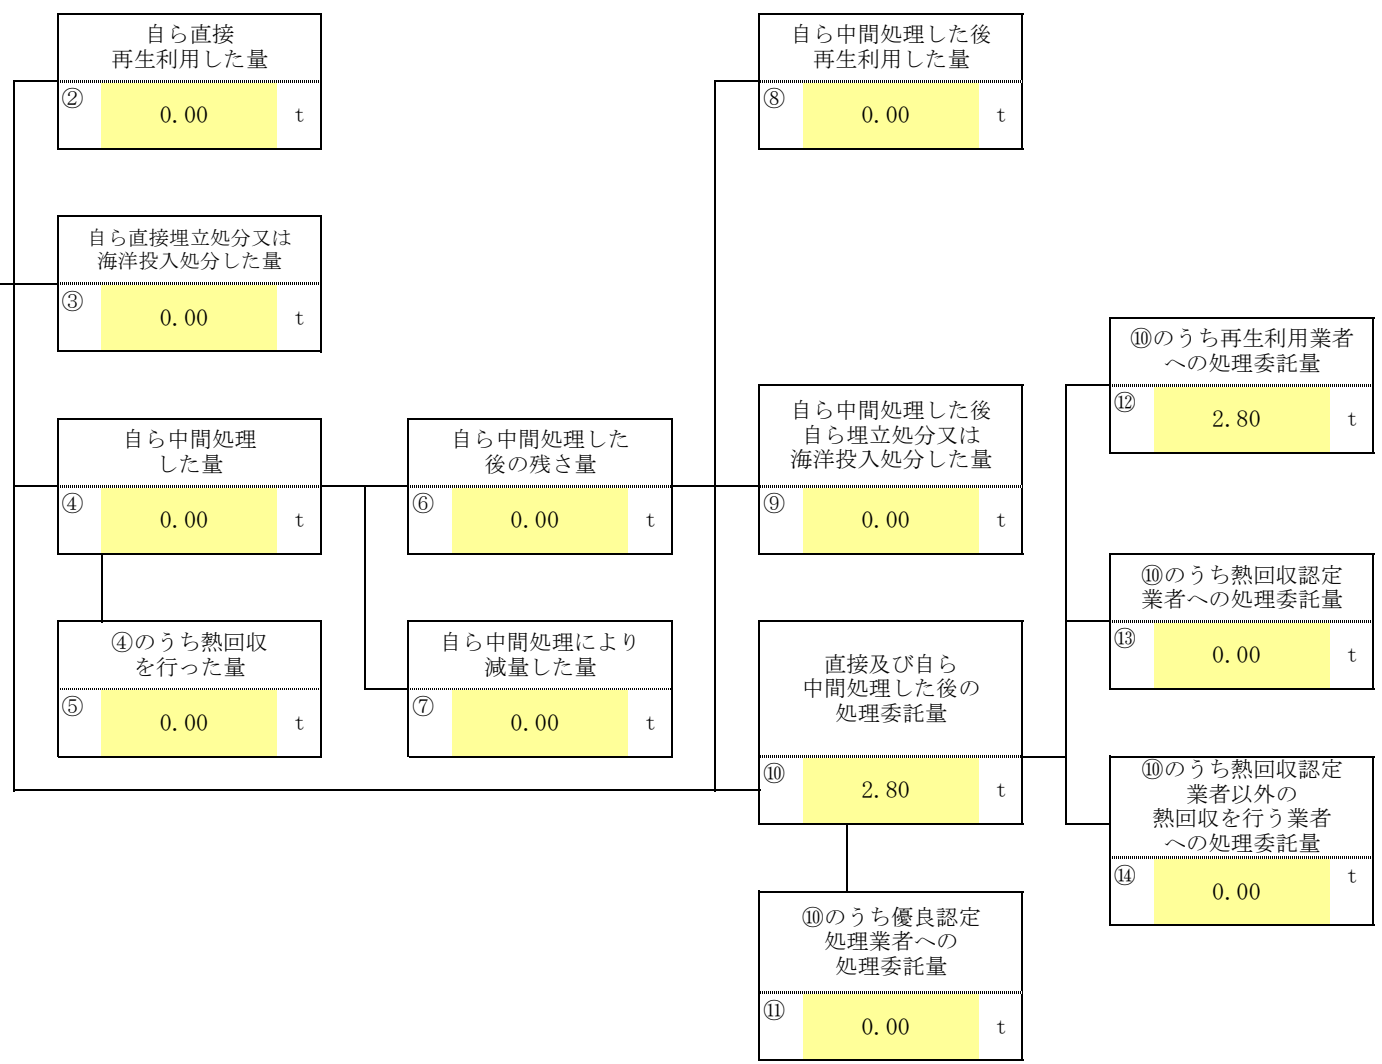 自ら直接
再生利用した量
②
0.00
t
自ら中間処理した後
再生利用した量
⑧
0.00
t
自ら直接埋立処分又は
海洋投入処分した量
③
0.00
t
⑩のうち再生利用業者
への処理委託量
⑫
2.80
t
自ら中間処理
した量
④
0.00
t
自ら中間処理した
後の残さ量
⑥
0.00
t
自ら中間処理した後
自ら埋立処分又は
海洋投入処分した量
⑨
0.00
t
⑩のうち熱回収認定
業者への処理委託量
⑬
0.00
t
④のうち熱回収
を行った量
⑤
0.00
t
自ら中間処理により
減量した量
⑦
0.00
t
直接及び自ら
中間処理した後の
処理委託量
⑩
2.80
t
⑩のうち熱回収認定
業者以外の
熱回収を行う業者
への処理委託量
⑭
0.00
t
⑩のうち優良認定
処理業者への
処理委託量
⑪
0.00
t